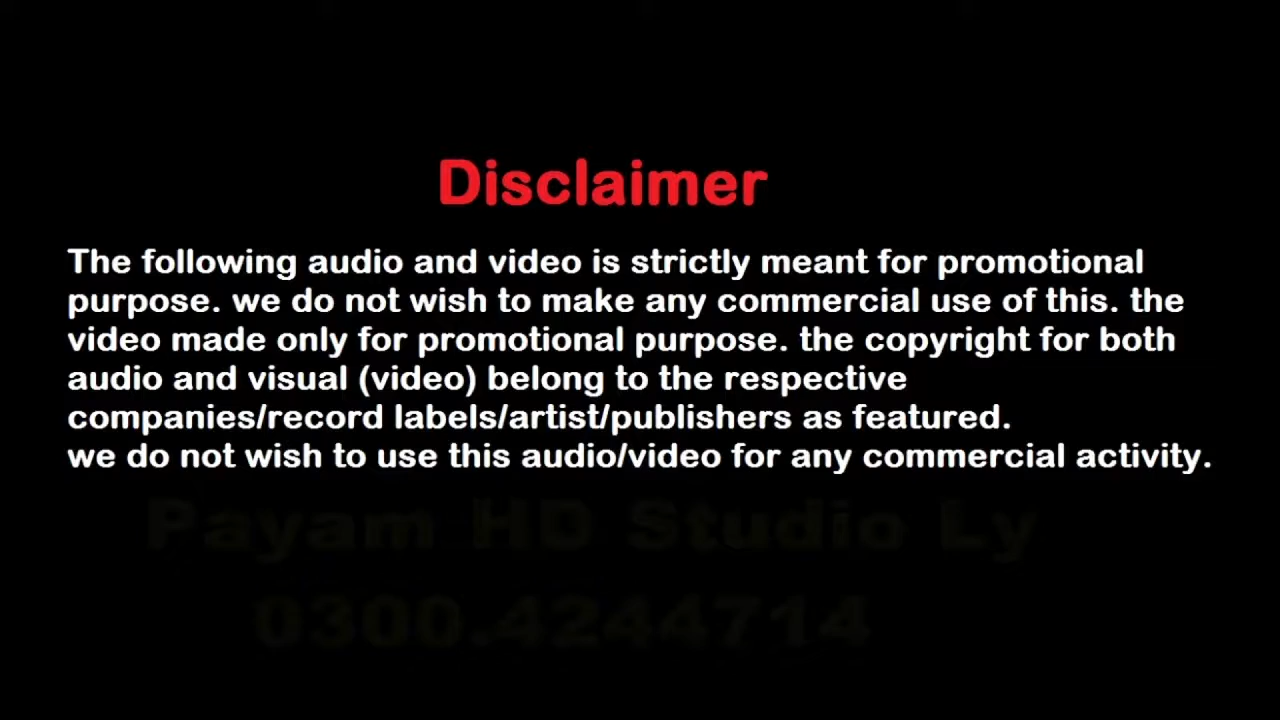 Disclaimer
The following audio and video is strictly meant for promotional
purpose. we do not wish to make any commercial use of this. the
video made only for promotional purpose. the copyright for both
audio and visual (video) belong to the respective
companies/record labels/artist/publishers as featured.
we do not wish to use this audio/video for any commercial activity.
Payam HD Studio Ly
0300.4244714